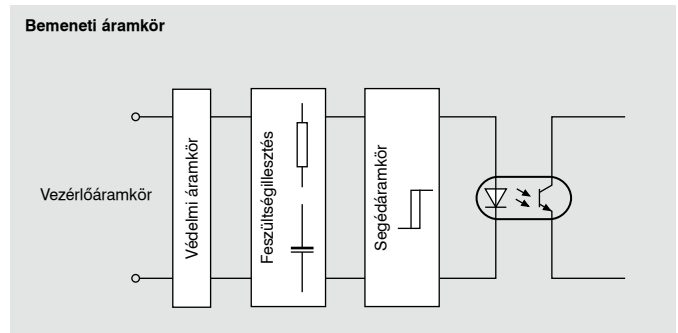 Bemeneti áramkör
Vezérlőáramkör
Védelmi áramkör
Feszültségillesztés
Segédáramkör